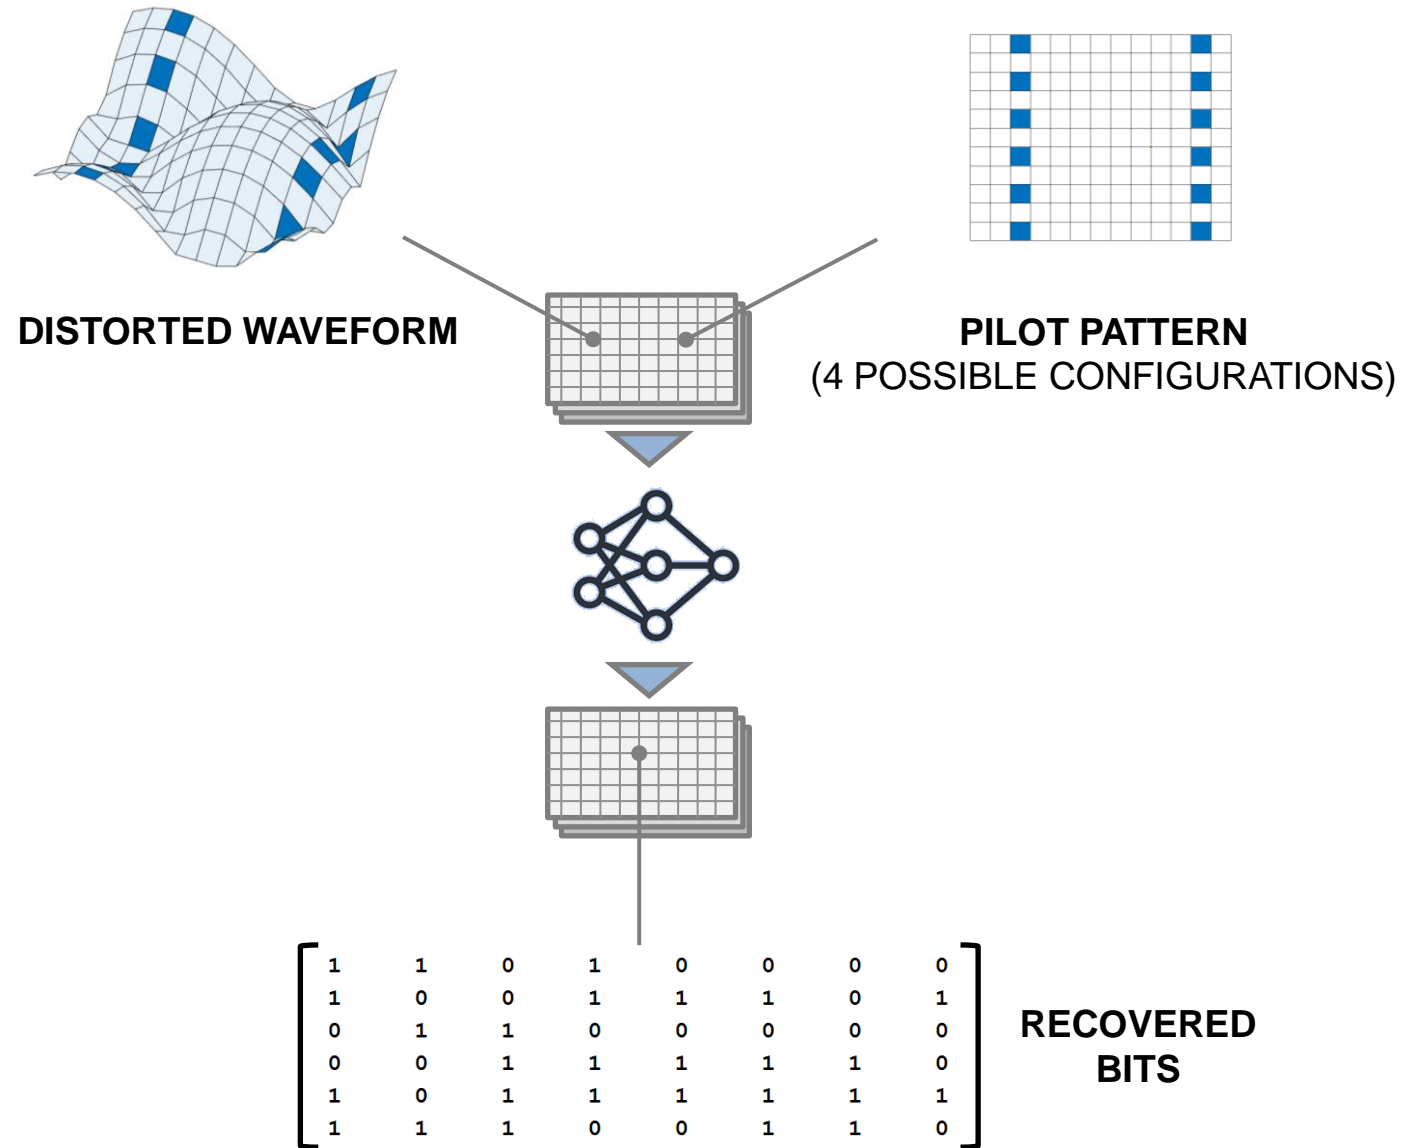 DISTORTED WAVEFORM
PILOT PATTERN
(4 POSSIBLE CONFIGURATIONS)
1 1 0 1 0 0 0 0
1 0 0 1 1 1 0 1
0 1 1 0 0 0 0 0
0 0 1 1 1 1 1 0
1 0 1 1 1 1 1 1
1 1 1 0 0 1 1 0
RECOVERED
BITS